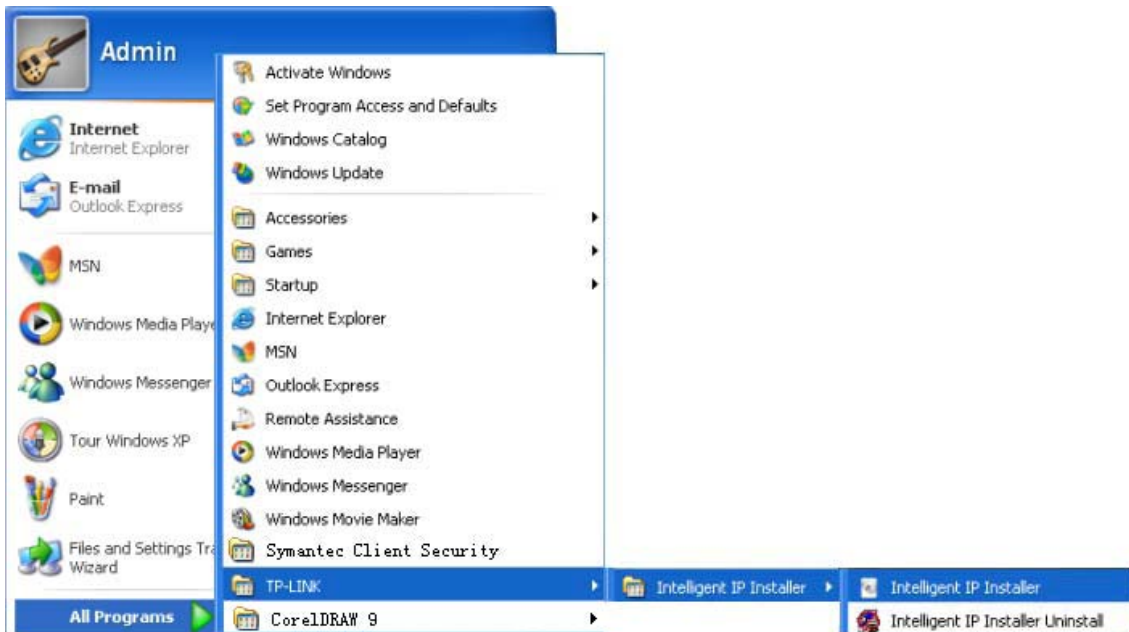 Admin
Internet
Internet Explorer
E-mail
Outlook Express
MSN
Windows Media Playe
Windows Messenger
Tour Windows XP
Paint
Files and Settings Tra
Wizard
All Programs
Activate Windows
Set Program Access and Defaults
Windows Catalog
Windows Update
Accessories
Games
Startup
Internet Explorer
MSN
Outlook Express
Remote Assistance
Windows Media Player
Windows Messenger
Windows Movie Maker
Symantec Client Security
TP-LINK
CorelDRAW 9
Intelligent IP Installer
Intelligent IP Installer
Intelligent IP Installer Uninstall